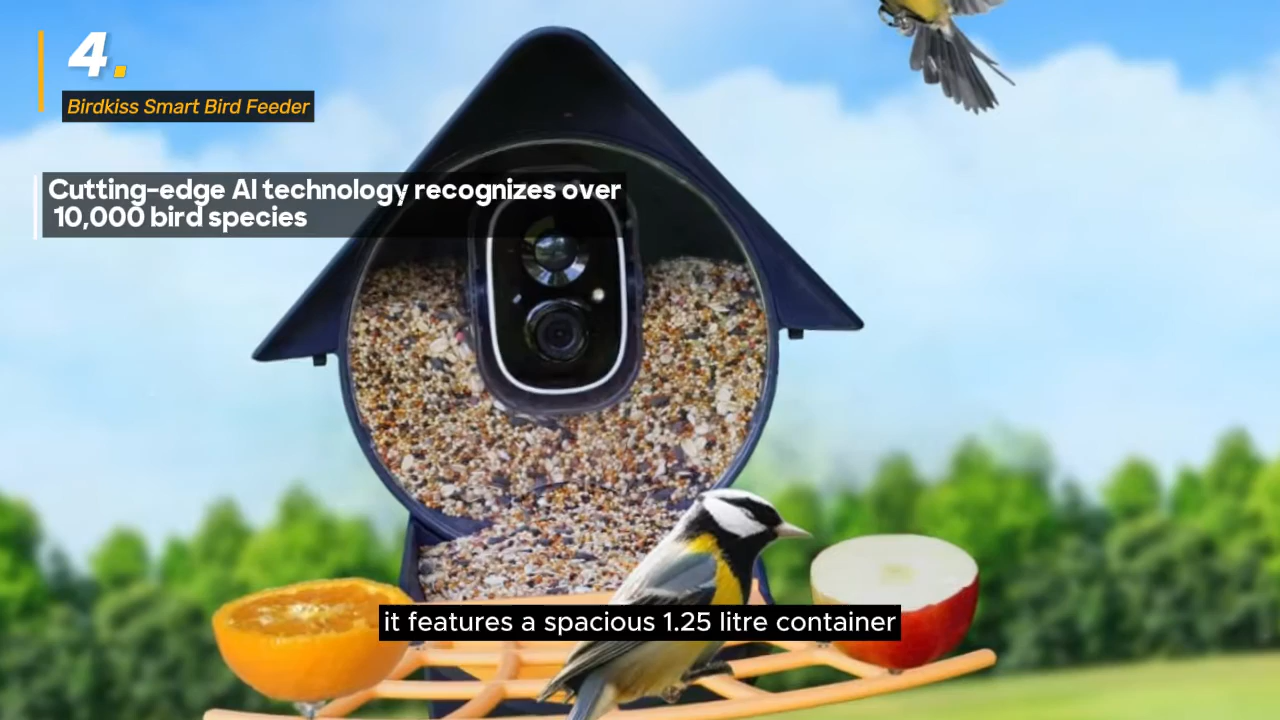 4.
Birdkiss Smart Bird Feeder
Cutting-edge AI technology recognizes over
10,000 bird species
it features a spacious 1.25 litre container